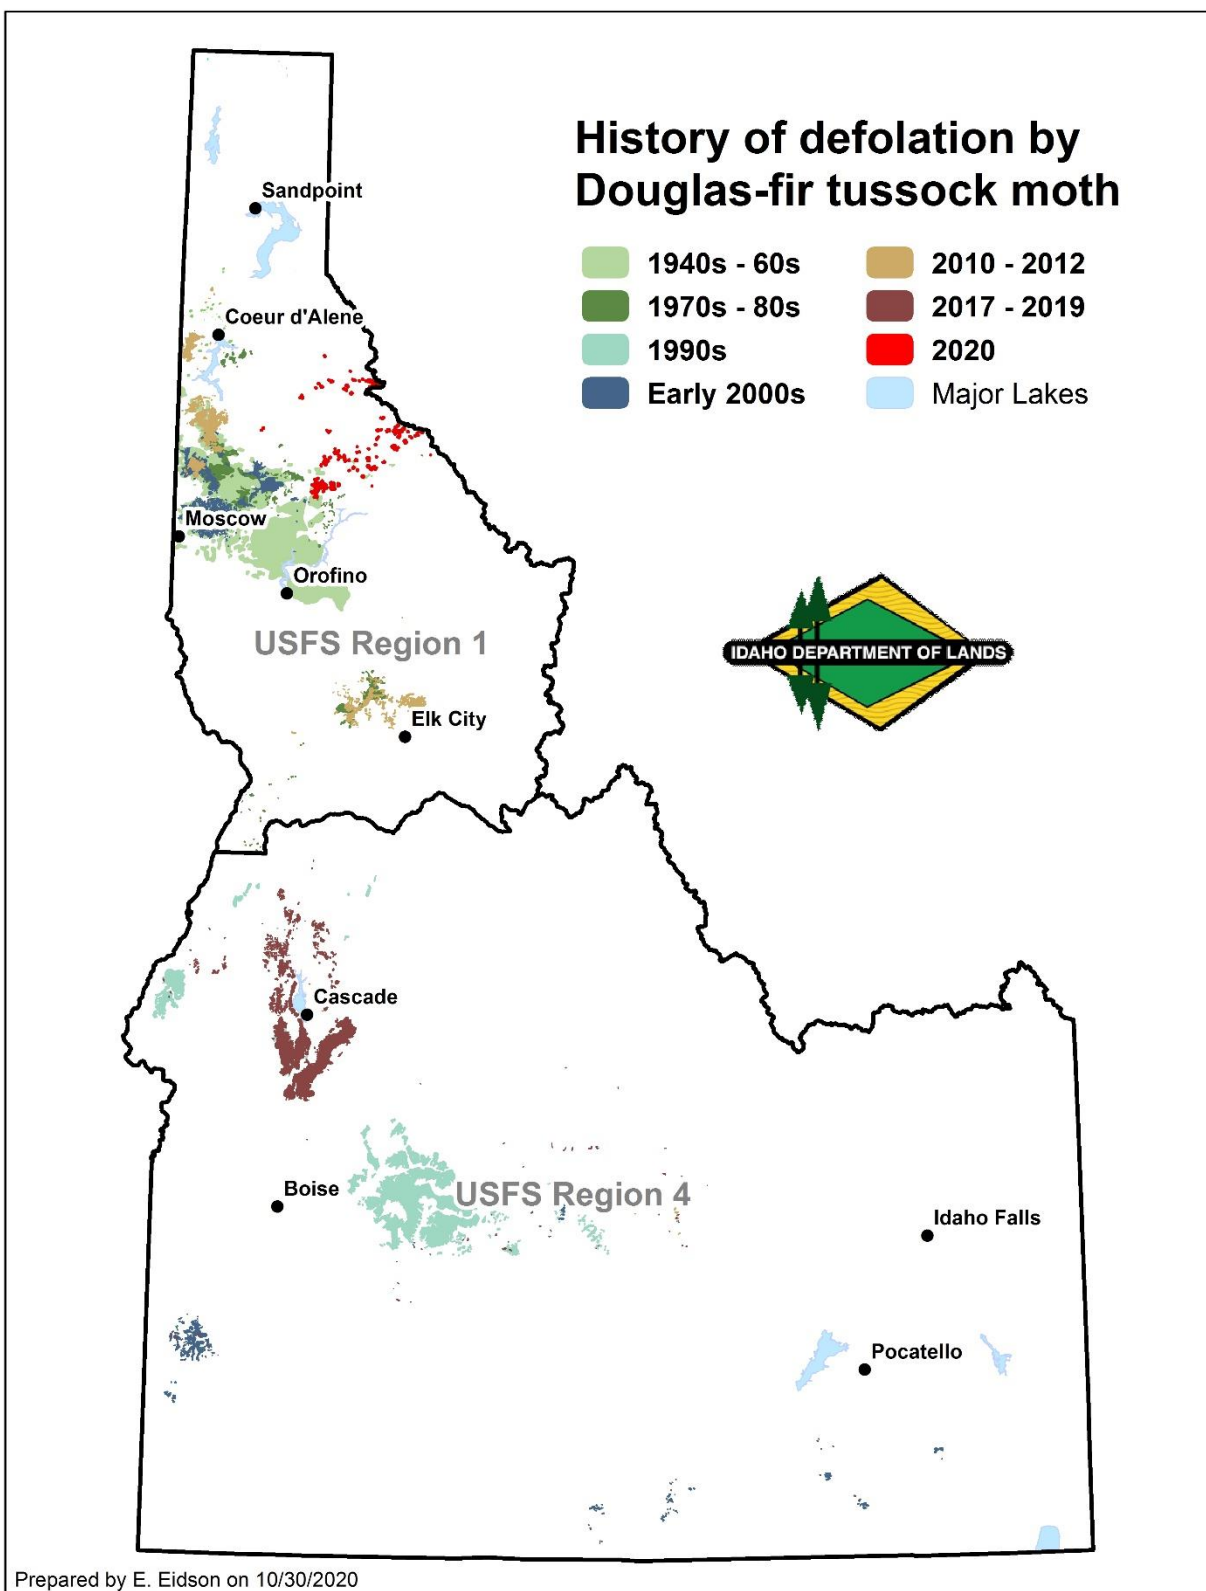 History of defolation by
Douglas-fir tussock moth
1940s - 60s
1970s - 80s
1990s
Early 2000s
2010 - 2012
2017 - 2019
2020
Major Lakes
Sandpoint
Coeur d'Alene
Moscow
Orofino
USFS Region 1
IDAHO DEPARTMENT OF LANDS
Elk City
Cascade
Boise
USFS Region 4
Idaho Falls
Pocatello
Prepared by E. Eidson on 10/30/2020